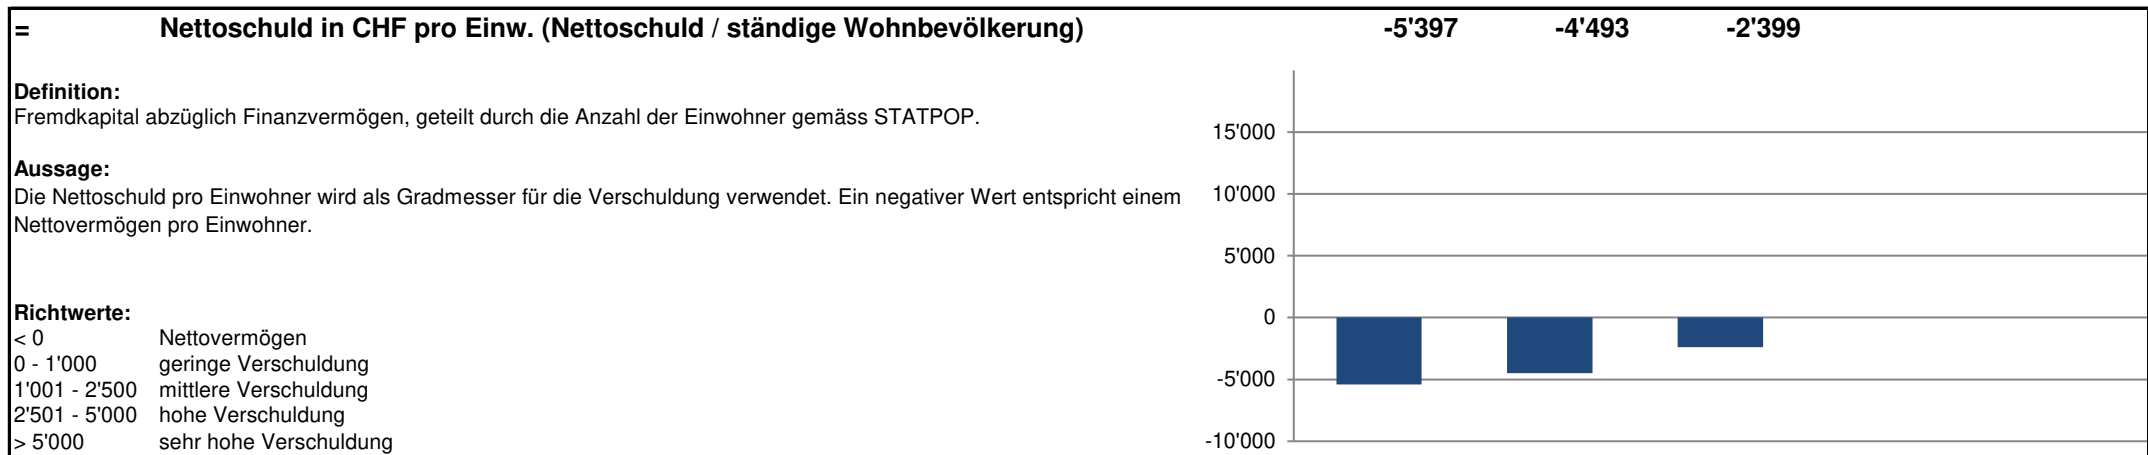 = Nettoschuld in CHF pro Einw. (Nettoschuld / ständige Wohnbevölkerung) -5'397 -4'493 -2'399
Definition:
Fremdkapital abzüglich Finanzvermögen, geteilt durch die Anzahl der Einwohner gemäss STATPOP.
Aussage:
Die Nettoschuld pro Einwohner wird als Gradmesser für die Verschuldung verwendet. Ein negativer Wert entspricht einem
Nettovermögen pro Einwohner.
Richtwerte:
< 0 Nettovermögen
0 - 1'000 geringe Verschuldung
1'001 - 2'500 mittlere Verschuldung
2'501 - 5'000 hohe Verschuldung
> 5'000 sehr hohe Verschuldung
15'000
10'000
5'000
0
-5'000
-10'000